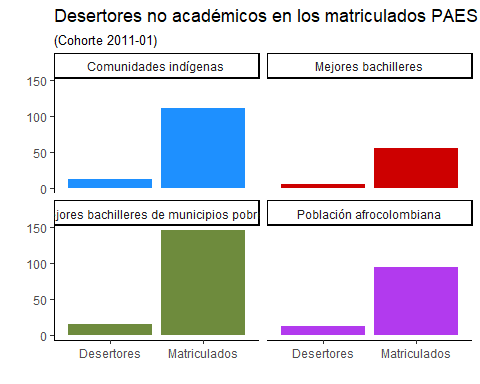 Desertores no académicos en los matriculados PAES
(Cohorte 2011-01)
Comunidades indígenas
Mejores bachilleres
150
100
50
0
jores bachilleres de municipios pobr
Población afrocolombiana
150
100
50
0
Desertores
Matriculados
Desertores
Matriculados